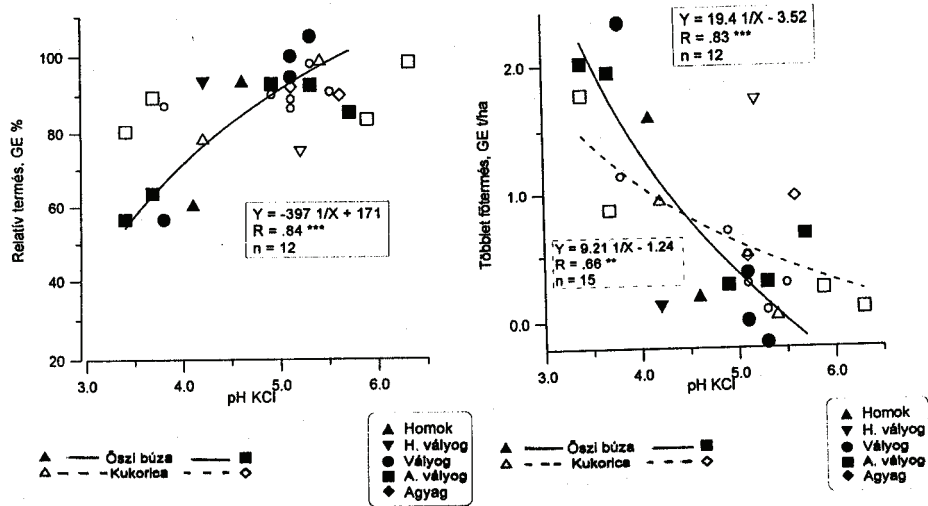 Relatív termés, GE %
100
80
60
40
20
3.0 4.0 5.0 6.0
pH KCl
Y = -397 1/X + 171
R = .84 ***
n = 12
Őszi búza
Kukorica
Homok
H. vályog
Vályog
A. vályog
Agyag
Többlet főtermés, GE t/ha
2.0
1.0
0.0
3.0 4.0 5.0 6.0
pH KCl
Y = 19.4 1/X - 3.52
R = .83 ***
n = 12
Y = 9.21 1/X - 1.24
R = .66 **
n = 15
Őszi búza
Kukorica
Homok
H. vályog
Vályog
A. vályog
Agyag